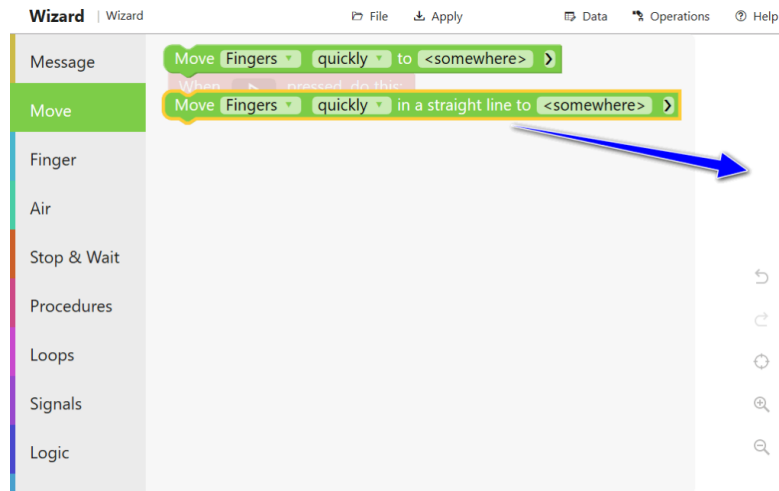 Wizard | Wizard File Apply Data Operations Help
Message
Move
Finger
Air
Stop & Wait
Procedures
Loops
Signals
Logic
Move Fingers quickly to <somewhere>
When pressed, do this:
Move Fingers quickly in a straight line to <somewhere>